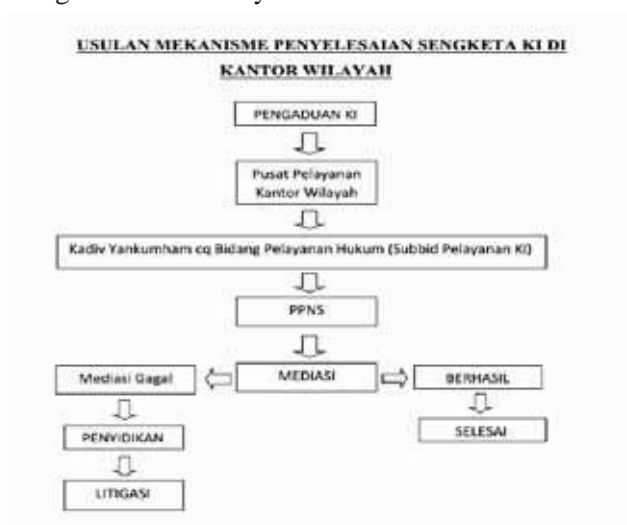 USULAN MEKANISME PENYELESAIAN SENGKETA KI DI
KANTOR WILAYAH
PENGADUAN KI
Pusat Pelayanan
Kantor Wilayah
Kadiv Yankumham cq Bidang Pelayanan Hukum (Subbid Pelayanan KI)
PPNS
Mediasi Gagal
MEDIASI
BERHASIL
PENYIDIKAN
SELESAI
LITIGASI